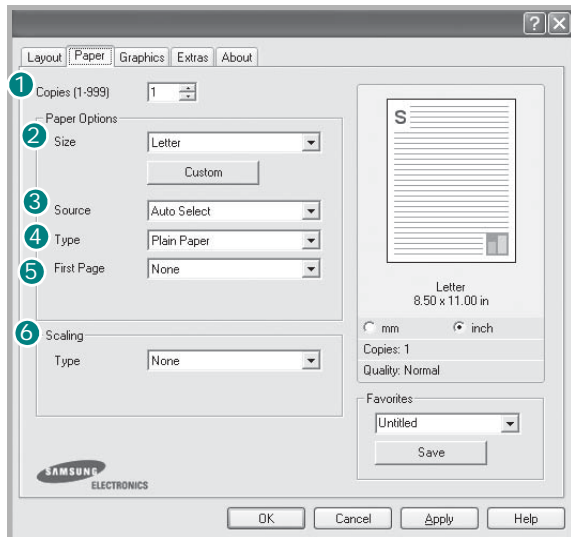 Layout Paper Graphics Extras About
1 Copies (1-999) 1
Paper Options
2 Size Letter
Custom
3 Source Auto Select
4 Type Plain Paper
5 First Page None
6 Scaling
Type None
S
Letter
8.50 x 11.00 in
mm inch
Copies: 1
Quality: Normal
Favorites
Untitled
Save
SAMSUNG
ELECTRONICS
OK Cancel Apply Help